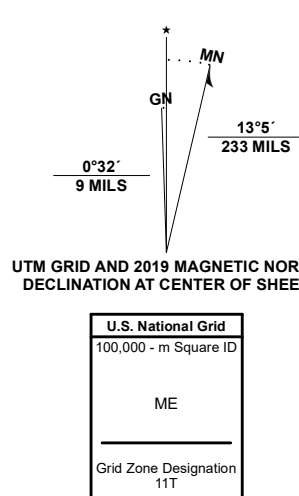 ★
MN
GN
13°5´
233 MILS
0°32´
9 MILS
UTM GRID AND 2019 MAGNETIC NOR
DECLINATION AT CENTER OF SHEE
U.S. National Grid
100,000 - m Square ID
ME
Grid Zone Designation
11T